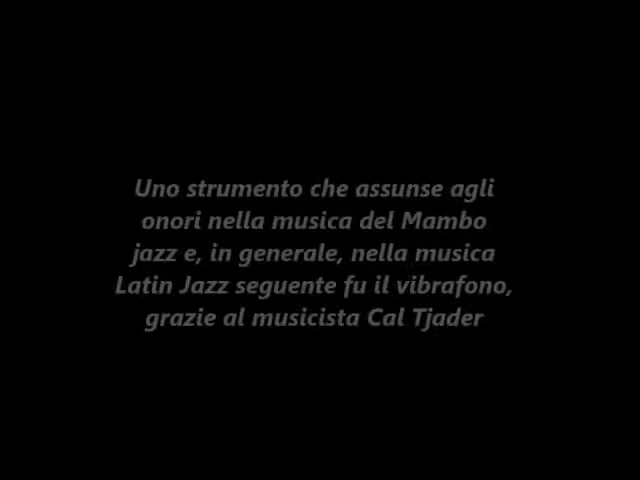 Uno strumento che assunse agli
onori nella musica del Mambo
jazz e, in generale, nella musica
Latin Jazz seguente fu il vibrafono,
grazie al musicista Cal Tjader